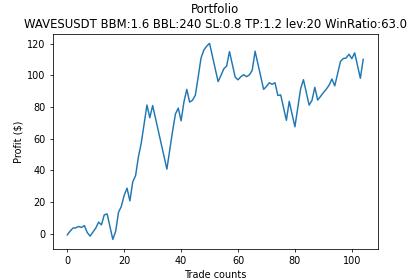 Portfolio
WAVESUSDT BBM:1.6 BBL:240 SL:0.8 TP:1.2 lev:20 WinRatio:63.0
120
100
80
60
40
20
0
Profit ($)
0 20 40 60 80 100
Trade counts